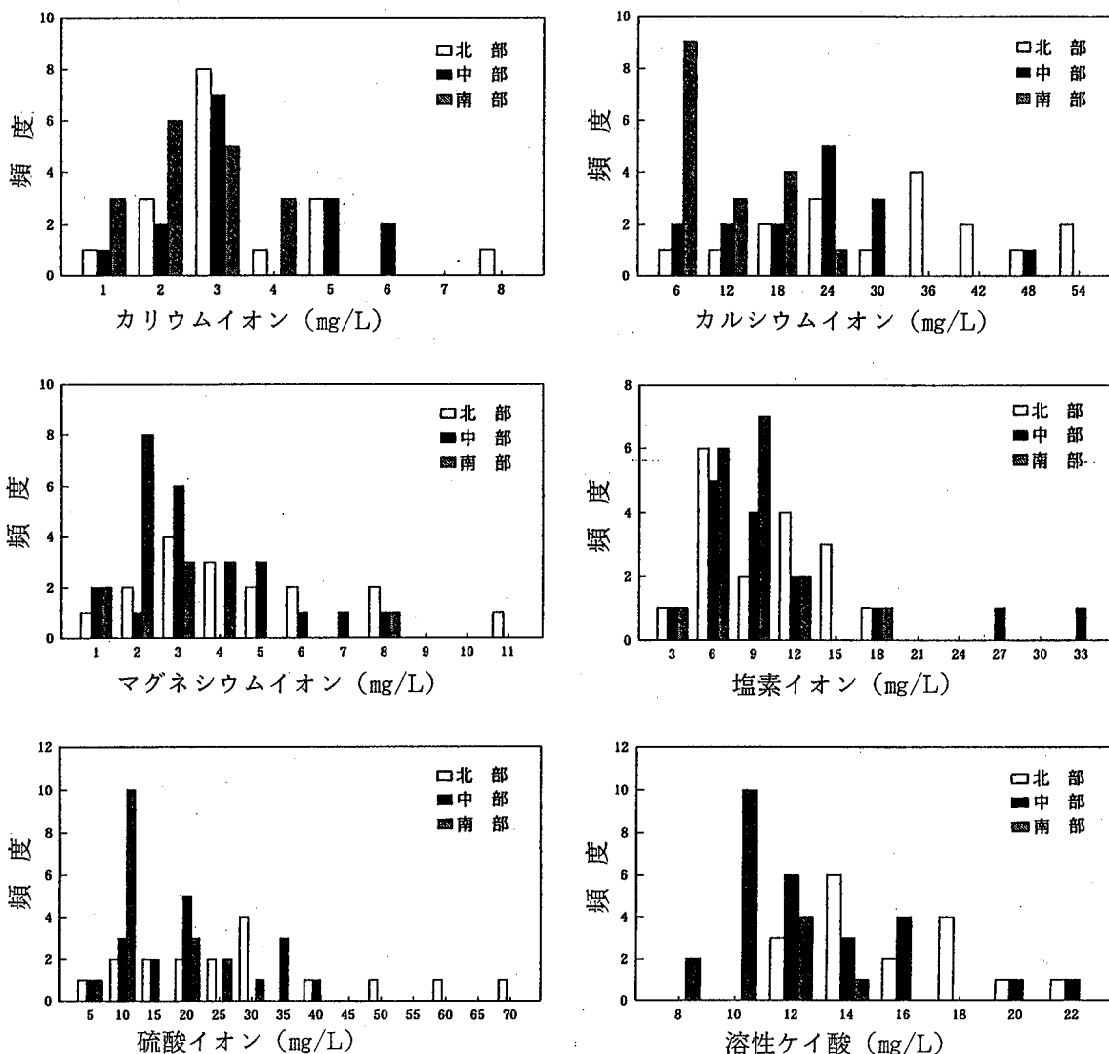 10
8
6
4
2
0
頻 度
北 部
中 部
南 部
1 2 3 4 5 6 7 8
カリウムイオン (mg/L)
10
8
6
4
2
0
頻 度
北 部
中 部
南 部
6 12 18 24 30 36 42 48 54
カルシウムイオン (mg/L)
10
8
6
4
2
0
頻 度
北 部
中 部
南 部
1 2 3 4 5 6 7 8 9 10 11
マグネシウムイオン (mg/L)
8
6
4
2
0
頻 度
北 部
中 部
南 部
3 6 9 12 15 18 21 24 27 30 33
塩素イオン (mg/L)
12
10
8
6
4
2
0
頻 度
北 部
中 部
南 部
5 10 15 20 25 30 35 40 45 50 55 60 65 70
硫酸イオン (mg/L)
12
10
8
6
4
2
0
頻 度
北 部
中 部
南 部
8 10 12 14 16 18 20 22
溶性ケイ酸 (mg/L)